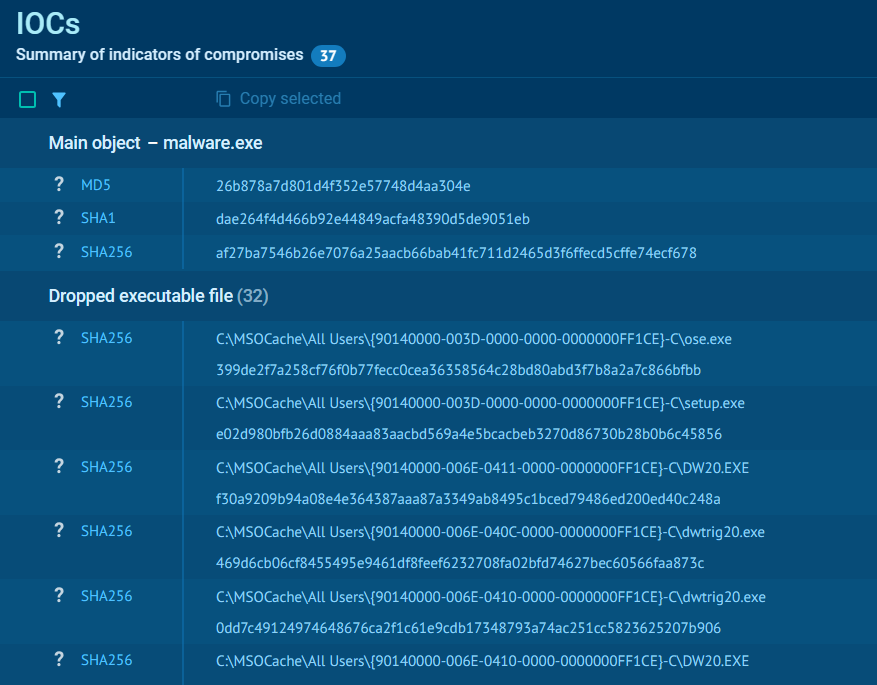 IOCs
Summary of indicators of compromises 37
Copy selected
Main object – malware.exe
? MD5 26b878a7d801d4f352e57748d4aa304e
? SHA1 dae264f4d466b92e44849acfa48390d5de9051eb
? SHA256 af27ba7546b26e7076a25aacb66bab41fc711d2465d3f6ffecd5cffe74ecf678
Dropped executable file (32)
? SHA256 C:\MSOCache\All Users\{90140000-003D-0000-0000-0000000FF1CE}-C\ose.exe
399de2f7a258cf76f0b77fecc0cea36358564c28bd80abd3f7b8a2a7c866bfbb
? SHA256 C:\MSOCache\All Users\{90140000-003D-0000-0000-0000000FF1CE}-C\setup.exe
e02d980bfb26d0884aaa83aacbd569a4e5bcacbeb3270d86730b28b0b6c45856
? SHA256 C:\MSOCache\All Users\{90140000-006E-0411-0000-0000000FF1CE}-C\DW20.EXE
f30a9209b94a08e4e364387aaa87a3349ab8495c1bced79486ed200ed40c248a
? SHA256 C:\MSOCache\All Users\{90140000-006E-040C-0000-0000000FF1CE}-C\dwtrig20.exe
469d6cb06cf8455495e9461df8feef6232708fa02bfd74627bec60566faa873c
? SHA256 C:\MSOCache\All Users\{90140000-006E-0410-0000-0000000FF1CE}-C\dwtrig20.exe
0dd7c49124974648676ca2f1c61e9cdb17348793a74ac251cc5823625207b906
? SHA256 C:\MSOCache\All Users\{90140000-006E-0410-0000-0000000FF1CE}-C\DW20.EXE